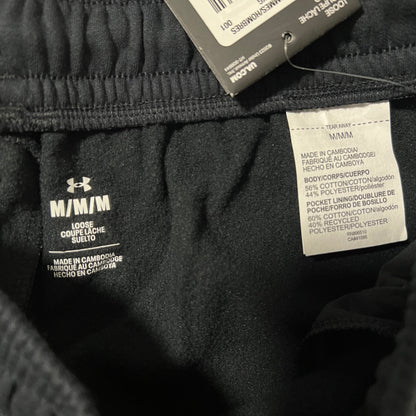 LOOSE
COUPE LÂCHE
UA.COM
001
M/M/M
LOOSE
COUPE LÂCHE
SUELTO
MADE IN CAMBODIA
FABRIQUÉ AU CAMBODGE
HECHO EN CAMBOYA
TEAR AWAY
M/M/M
MADE IN CAMBODIA/
FABRIQUÉ AU CAMBODGE/
HECHO EN CAMBOYA
BODY/CORPS/CUERPO
56% COTTON/COTON/algodón
44% POLYESTER/poliéster
POCKET LINING/DOUBLURE DE
POCHE/FORRO DE BOLSILLO
60% COTTON/COTON/algodón
40% RECYCLED
POLYESTER/POLYESTER